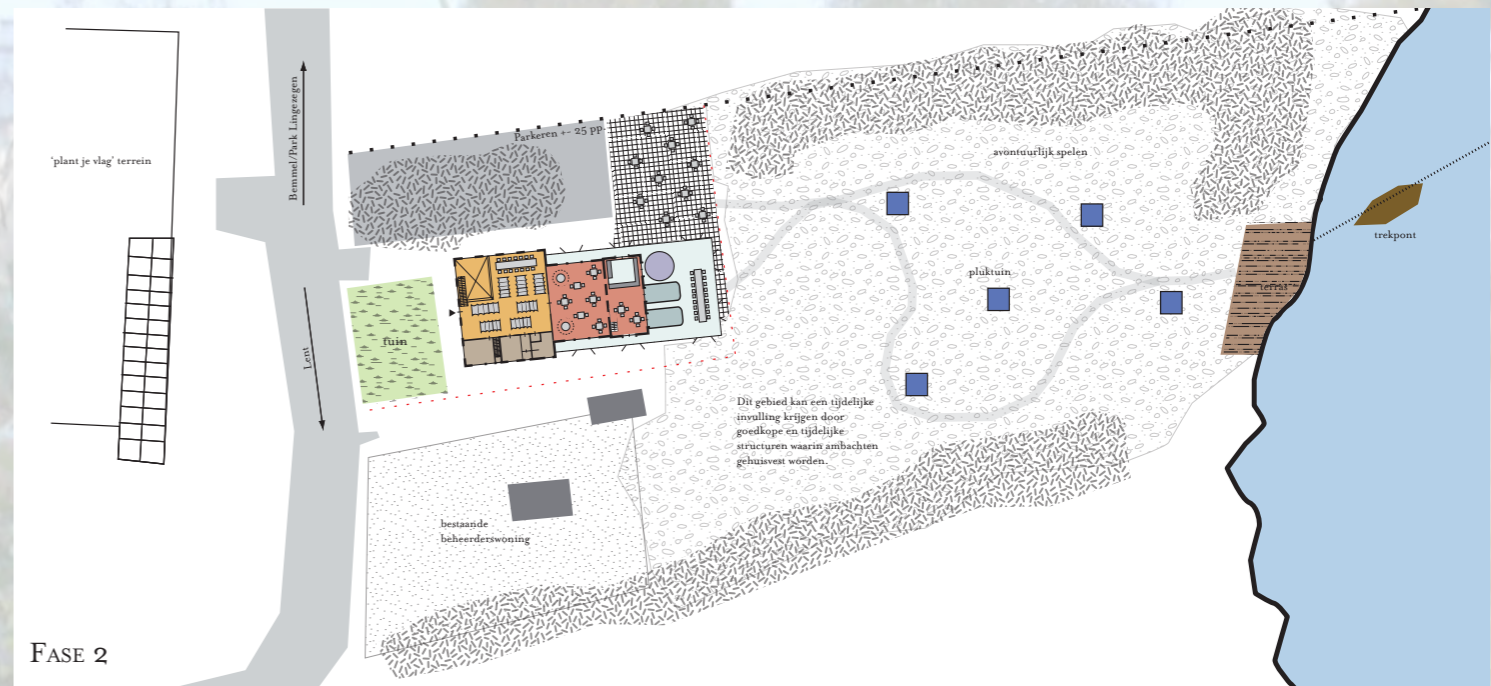 'plant je vlag' terrein
Bemmel/Park Lingezegen
Parkeren +- 25 pp.
avontuurlijk spelen
trekpont
pluktuin
terras
tuin
Lent
Dit gebied kan een tijdelijke
invulling krijgen door
goedkope en tijdelijke
structuren waarin ambachten
gehuisvest worden.
bestaande
beheerderswoning
FASE 2